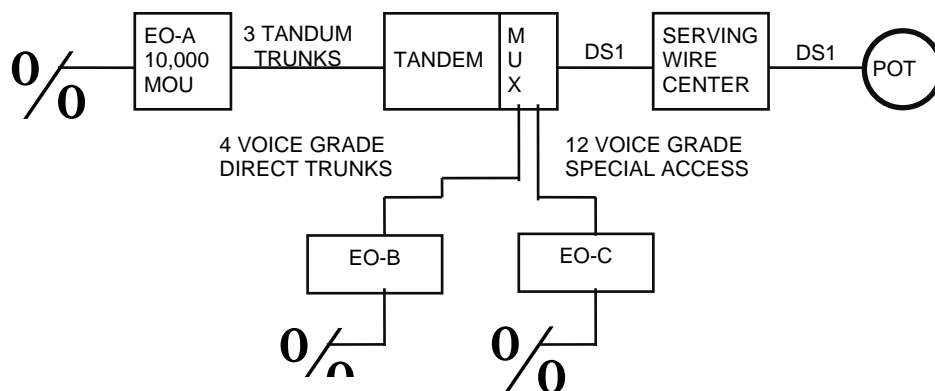 EO-A
10,000
MOU
3 TANDUM
TRUNKS
TANDEM
M
U
X
DS1
SERVING
WIRE
CENTER
DS1
POT
4 VOICE GRADE
DIRECT TRUNKS
12 VOICE GRADE
SPECIAL ACCESS
EO-B
EO-C